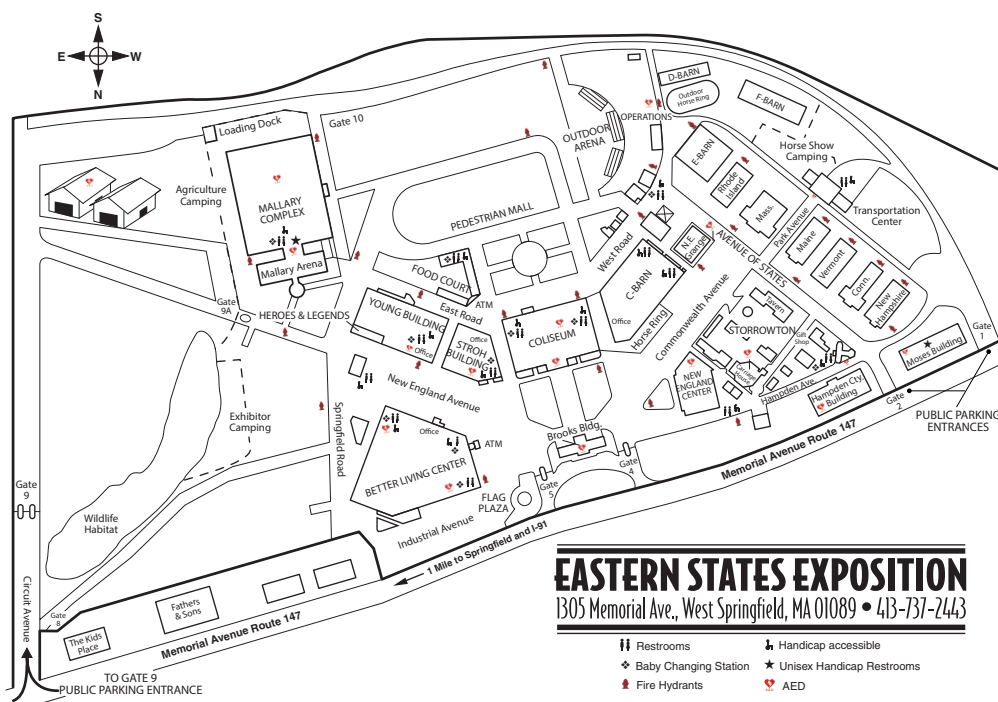 S
E
W
N
Loading Dock
Gate 10
D-BARN
Outdoor
Horse Ring
F-BARN
OPERATIONS
OUTDOOR
ARENA
E-BARN
Horse Show
Camping
Rhode
Island
Mass.
Agriculture
Camping
MALLARY
COMPLEX
Mallary Arena
PEDESTRIAN MALL
Park Avenue
Transportation
Center
N.E.
Grange
AVENUE OF STATES
Maine
Vermont
Conn.
New
Hampshire
West Road
C-BARN
FOOD COURT
Gate
9A
HEROES & LEGENDS
YOUNG BUILDING
Office
East Road
ATM
Office
STROH
BUILDING
COLISEUM
Office
Horse Ring
Commonwealth Avenue
Tavern
STORROWTON
Gift
Shop
Carriage
House
Moses Building
Gate
1
NEW
ENGLAND
CENTER
Hampden Ave
Hampden Cty.
Building
Gate
2
PUBLIC PARKING
ENTRANCES
New England Avenue
Exhibitor
Camping
Springfield Road
Office
ATM
BETTER LIVING CENTER
Brooks Bldg.
Gate
4
Gate
5
Memorial Avenue Route 147
FLAG
PLAZA
Industrial Avenue
1 Mile to Springfield and I-91
Gate
9
Wildlife
Habitat
Circuit Avenue
Gate
8
The Kids
Place
Fathers
& Sons
Memorial Avenue Route 147
TO GATE 9
PUBLIC PARKING ENTRANCE
EASTERN STATES EXPOSITION
1305 Memorial Ave., West Springfield, MA 01089 • 413-737-2443
Restrooms
Handicap accessible
Baby Changing Station
Unisex Handicap Restrooms
Fire Hydrants
AED